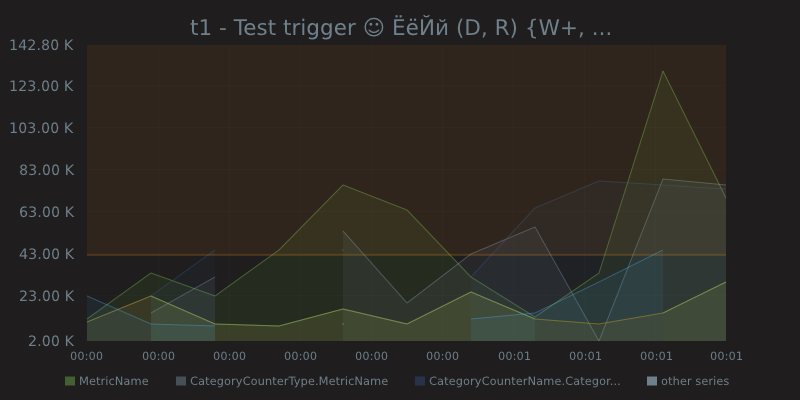 t1 - Test trigger ☺ ЁёЙй (D, R) {W+, ...
142.80 K
123.00 K
103.00 K
83.00 K
63.00 K
43.00 K
23.00 K
2.00 K
00:00 00:00 00:00 00:00 00:00 00:00 00:01 00:01 00:01 00:01
MetricName CategoryCounterType.MetricName CategoryCounterName.Categor... other series